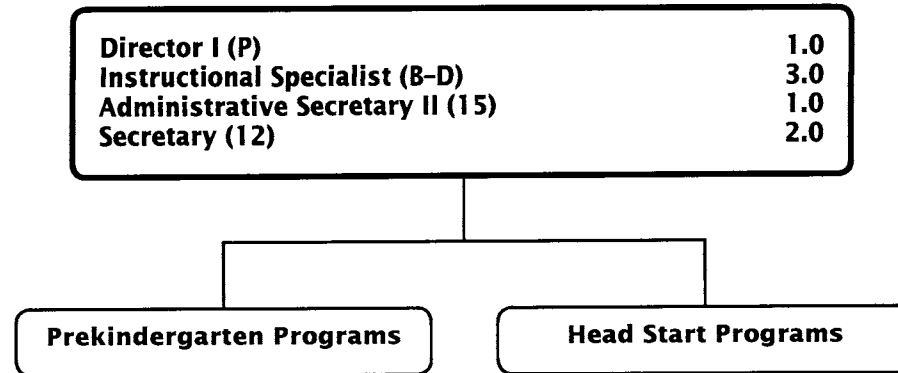 Director I (P) 1.0
Instructional Specialist (B–D) 3.0
Administrative Secretary II (15) 1.0
Secretary (12) 2.0
Prekindergarten Programs
Head Start Programs